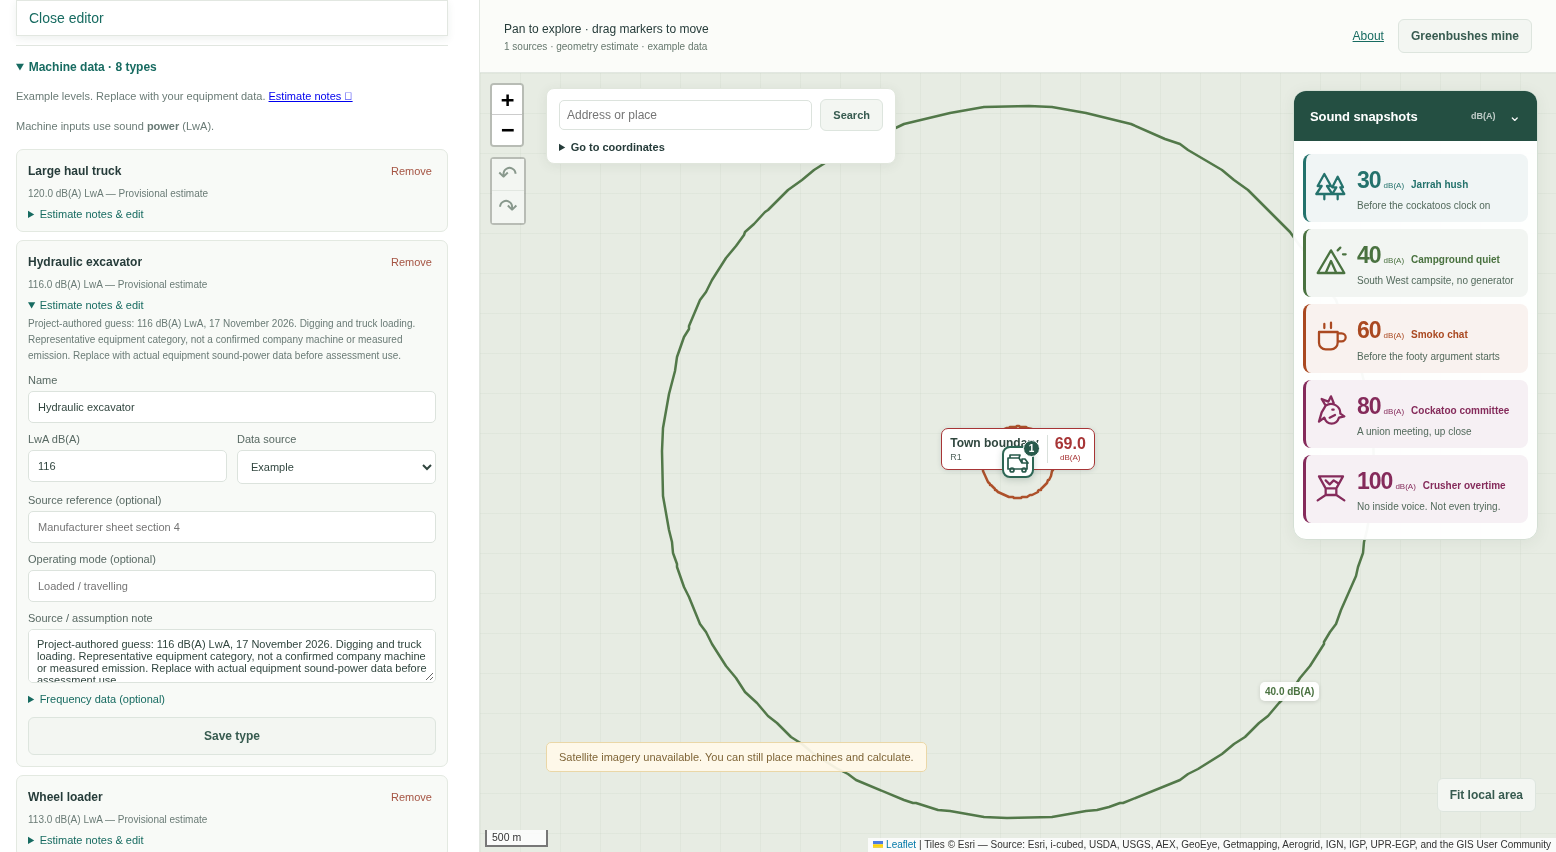 Close editor
Machine data · 8 types
Example levels. Replace with your equipment data. Estimate notes
Machine inputs use sound power (LwA).
Large haul truck
Remove
120.0 dB(A) LwA — Provisional estimate
Estimate notes & edit
Hydraulic excavator
Remove
116.0 dB(A) LwA — Provisional estimate
Estimate notes & edit
Project-authored guess: 116 dB(A) LwA, 17 November 2026. Digging and truck loading.
Representative equipment category, not a confirmed company machine or measured
emission. Replace with actual equipment sound-power data before assessment use.
Name
Hydraulic excavator
LwA dB(A)
Data source
116
Example
Source reference (optional)
Manufacturer sheet section 4
Operating mode (optional)
Loaded / travelling
Source / assumption note
Project-authored guess: 116 dB(A) LwA, 17 November 2026. Digging and truck
loading. Representative equipment category, not a confirmed company machine
or measured emission. Replace with actual equipment sound-power data before
assessment use.
Frequency data (optional)
Save type
Wheel loader
Remove
113.0 dB(A) LwA — Provisional estimate
Estimate notes & edit
Pan to explore · drag markers to move
1 sources · geometry estimate · example data
About
Greenbushes mine
+
−
Address or place
Search
Go to coordinates
Sound snapshots
dB(A)
30 dB(A) Jarrah hush
Before the cockatoos clock on
40 dB(A) Campground quiet
South West campsite, no generator
60 dB(A) Smoko chat
Before the footy argument starts
80 dB(A) Cockatoo committee
A union meeting, up close
100 dB(A) Crusher overtime
No inside voice. Not even trying.
Town boundary
R1
1
69.0
dB(A)
40.0 dB(A)
Satellite imagery unavailable. You can still place machines and calculate.
Fit local area
500 m
Leaflet | Tiles © Esri — Source: Esri, i-cubed, USDA, USGS, AEX, GeoEye, Getmapping, Aerogrid, IGN, IGP, UPR-EGP, and the GIS User Community